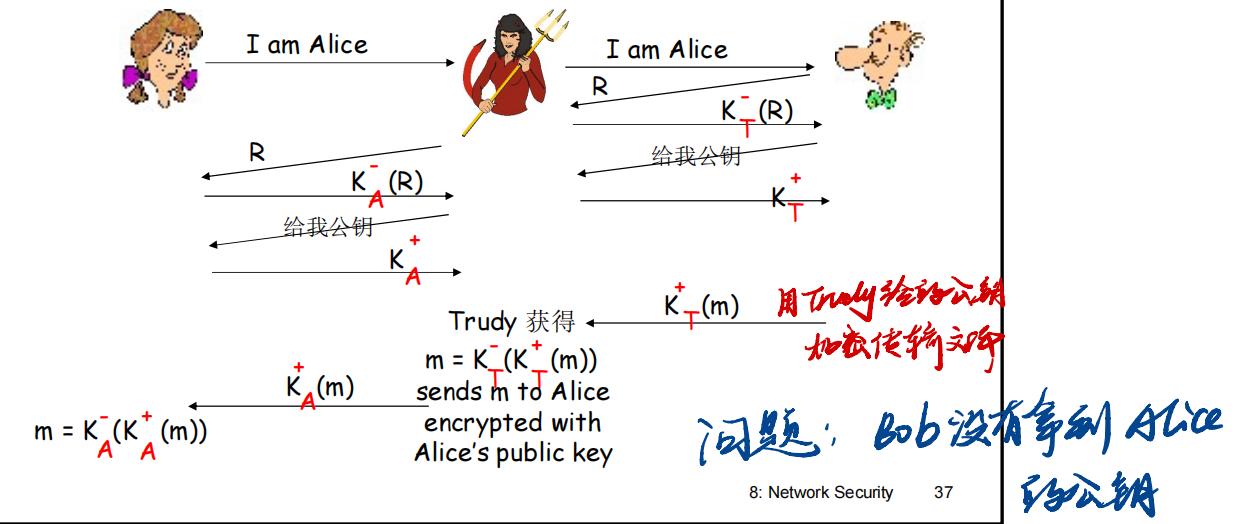 I am Alice
I am Alice
R
K_T^-(R)
R
给我公钥
K_A^-(R)
K_T^+
给我公钥
K_A^+
K_T^+(m)
用Trudy给的公钥
加密传输文件
Trudy 获得
m = K_T^-(K_T^+(m))
sends m to Alice
encrypted with
Alice's public key
K_A^+(m)
m = K_A^-(K_A^+(m))
问题: Bob没有拿到Alice
的公钥
8: Network Security 37